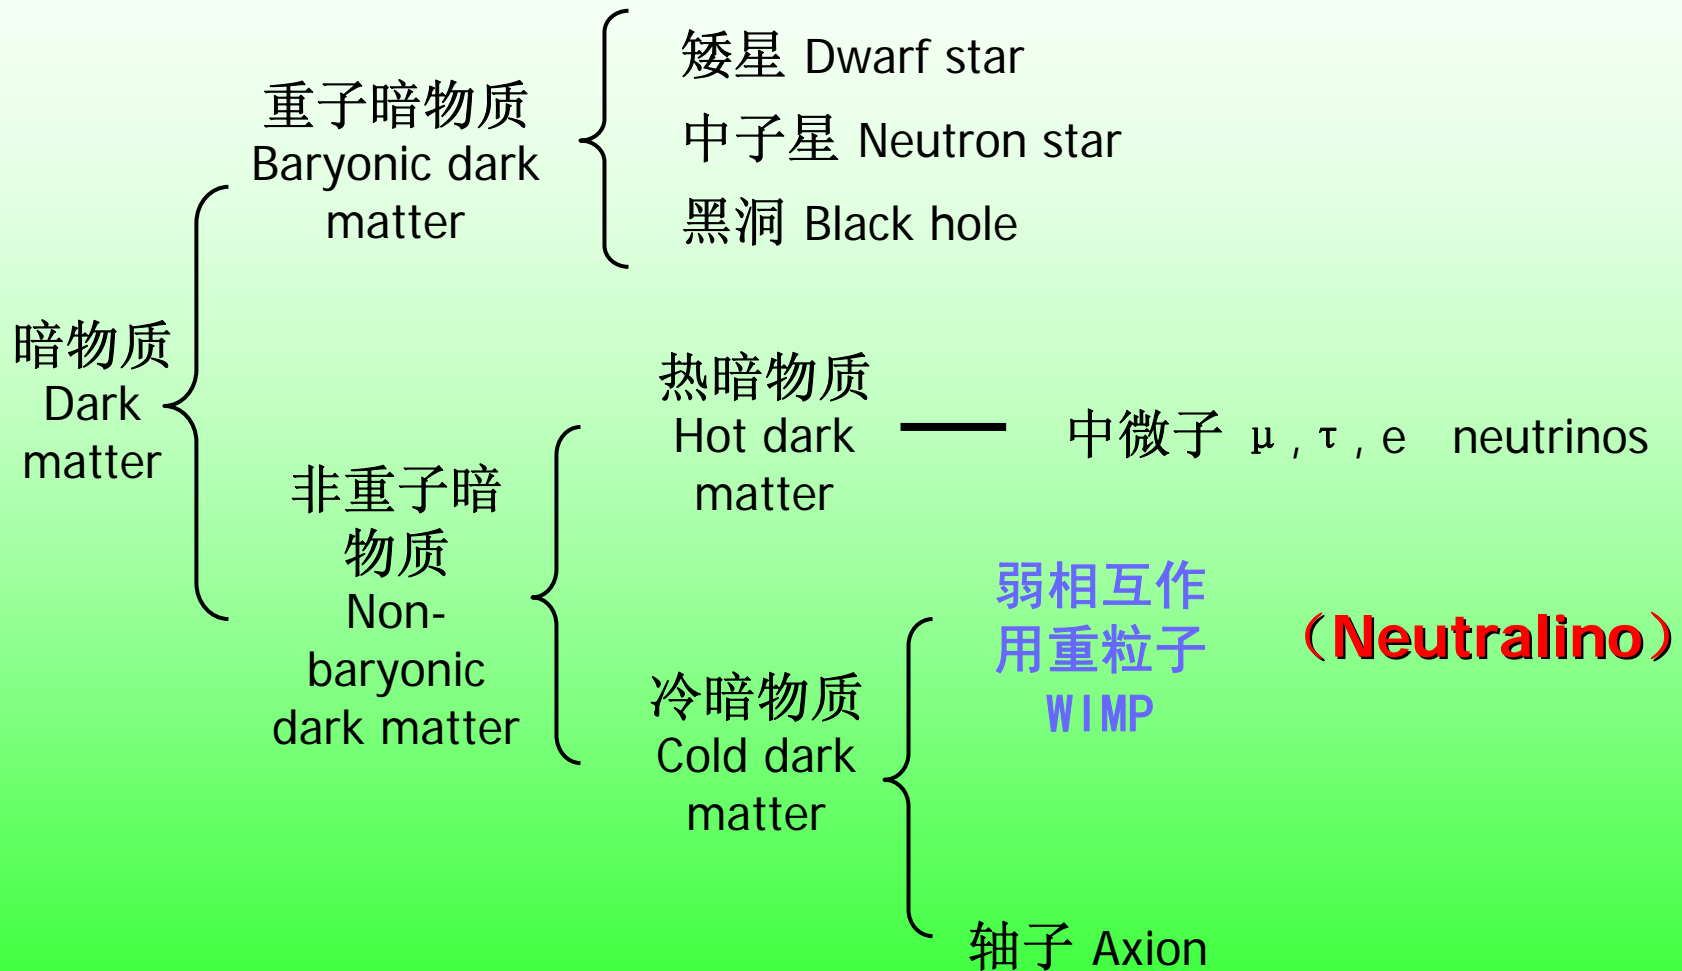 暗物质
Dark
matter
重子暗物质
Baryonic dark
matter
矮星 Dwarf star
中子星 Neutron star
黑洞 Black hole
非重子暗
物质
Non-
baryonic
dark matter
热暗物质
Hot dark
matter
中微子 μ, τ, e neutrinos
冷暗物质
Cold dark
matter
弱相互作
用重粒子
WIMP
（Neutralino）
轴子 Axion